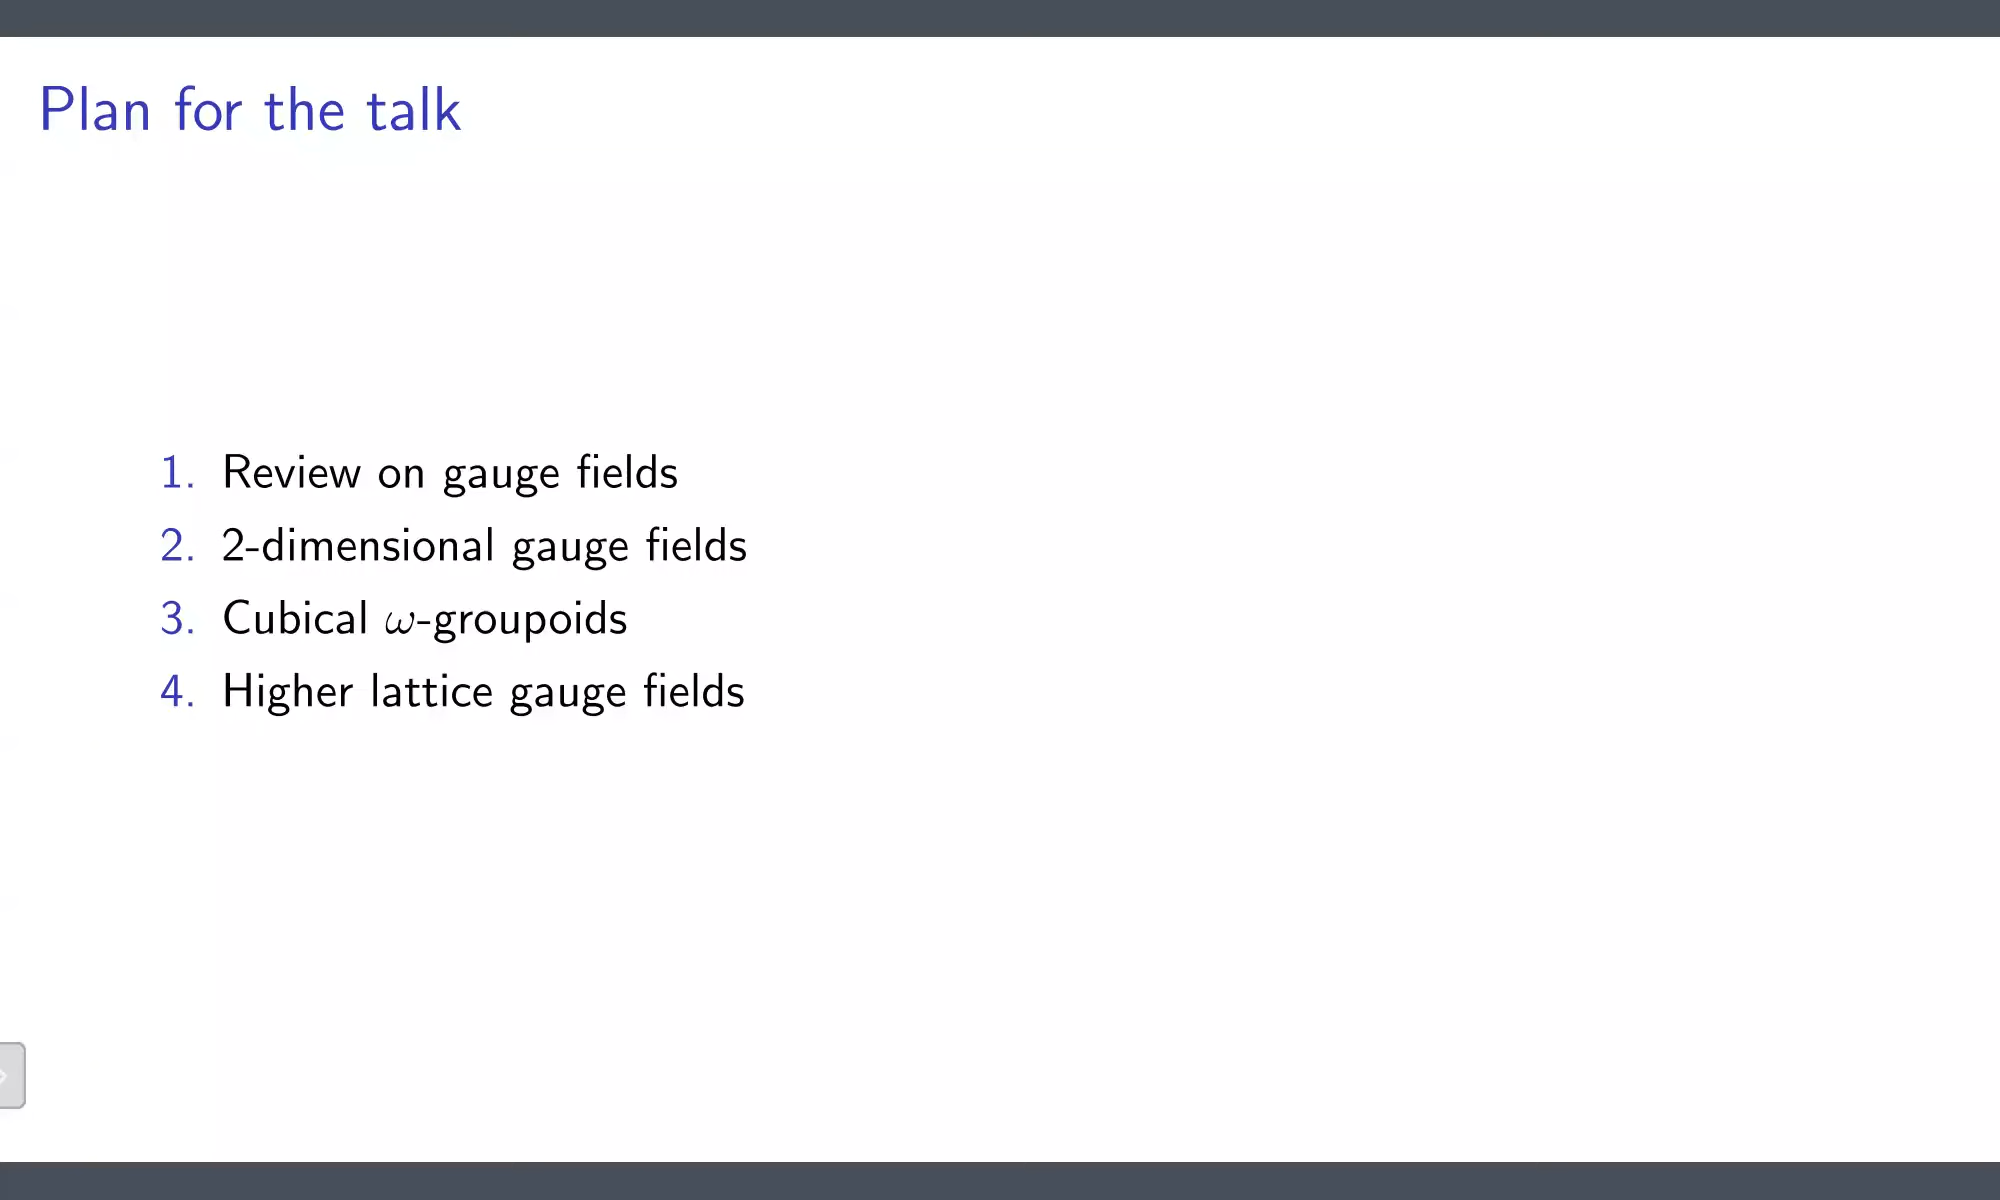 Plan for the talk
1. Review on gauge fields
2. 2-dimensional gauge fields
3. Cubical ω-groupoids
4. Higher lattice gauge fields